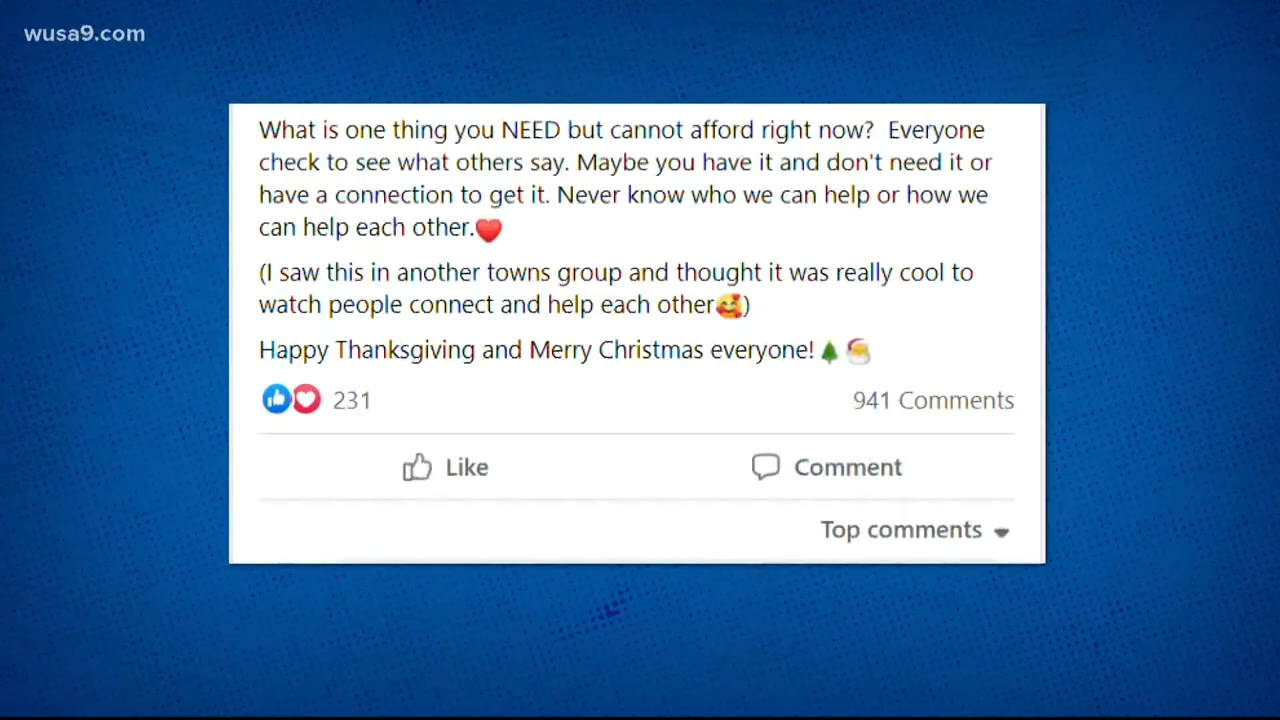 wusa9.com
What is one thing you NEED but cannot afford right now?  Everyone
check to see what others say. Maybe you have it and don't need it or
have a connection to get it. Never know who we can help or how we
can help each other.❤️
(I saw this in another towns group and thought it was really cool to
watch people connect and help each other🥰)
Happy Thanksgiving and Merry Christmas everyone!🎄🎅
231
941 Comments
Like
Comment
Top comments